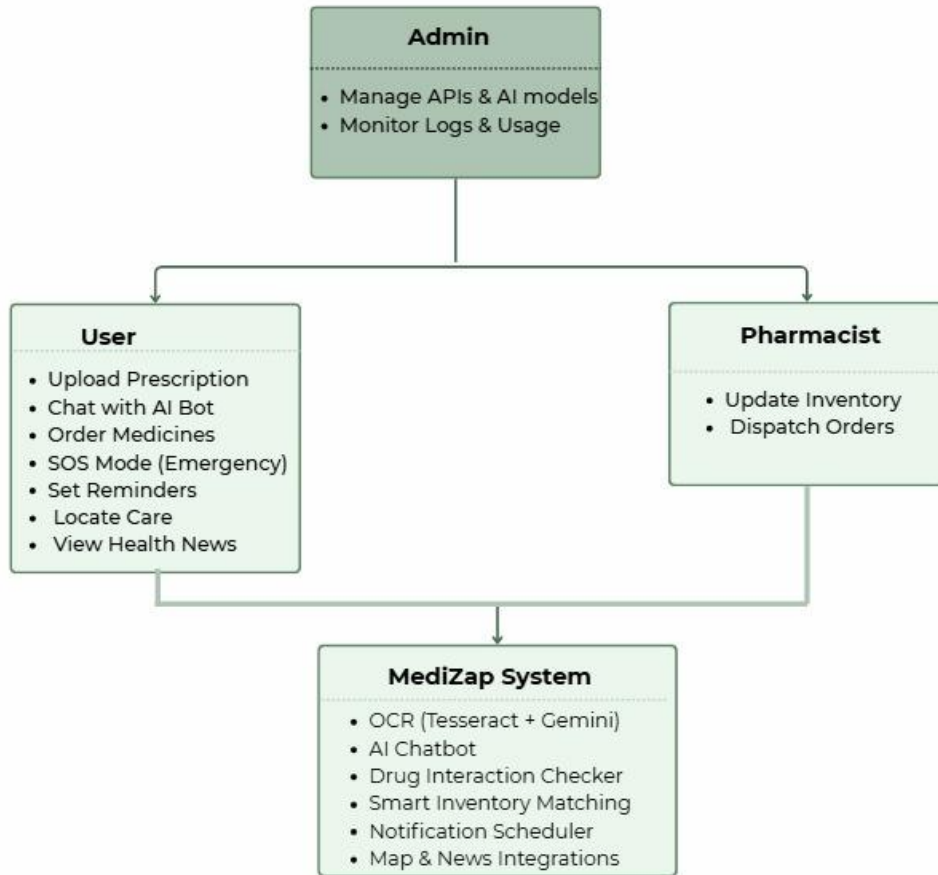 Admin
• Manage APIs & AI models
• Monitor Logs & Usage
User
• Upload Prescription
• Chat with AI Bot
• Order Medicines
• SOS Mode (Emergency)
• Set Reminders
• Locate Care
• View Health News
Pharmacist
• Update Inventory
• Dispatch Orders
MediZap System
• OCR (Tesseract + Gemini)
• AI Chatbot
• Drug Interaction Checker
• Smart Inventory Matching
• Notification Scheduler
• Map & News Integrations